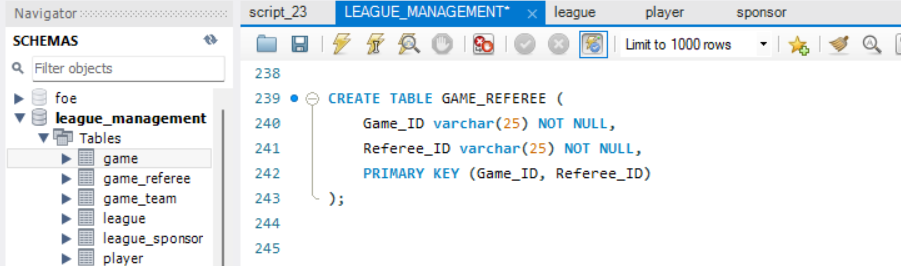 Navigator
script_23
LEAGUE_MANAGEMENT*
league
player
sponsor
SCHEMAS
Limit to 1000 rows
Filter objects
foe
league_management
Tables
game
game_referee
game_team
league
league_sponsor
player
238
239 CREATE TABLE GAME_REFEREE (
240 Game_ID varchar(25) NOT NULL,
241 Referee_ID varchar(25) NOT NULL,
242 PRIMARY KEY (Game_ID, Referee_ID)
243 );
244
245